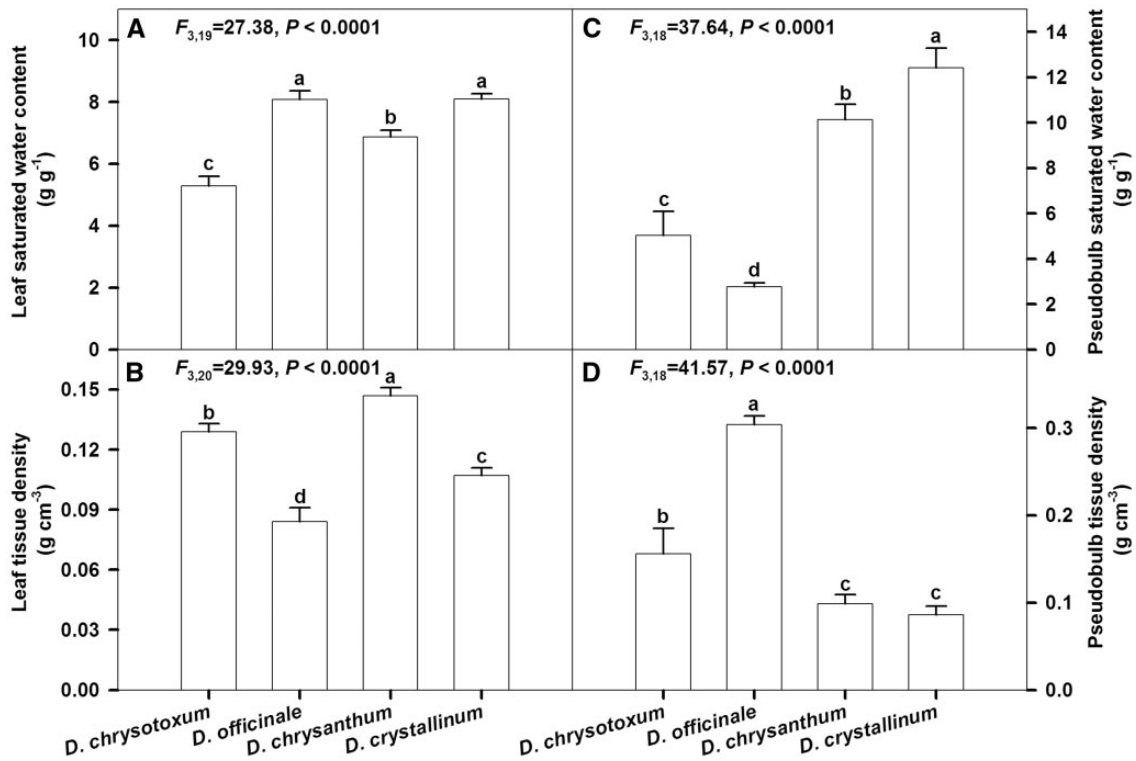 A
F3,19=27.38, P < 0.0001
a
a
b
c
10
8
6
4
2
0
Leaf saturated water content
(g g-1)
C
F3,18=37.64, P < 0.0001
a
b
c
d
14
12
10
8
6
4
2
0
Pseudobulb saturated water content
(g g-1)
B
F3,20=29.93, P < 0.0001
a
b
c
d
0.15
0.12
0.09
0.06
0.03
0.00
Leaf tissue density
(g cm-3)
D
F3,18=41.57, P < 0.0001
a
b
c
c
0.3
0.2
0.1
0.0
Pseudobulb tissue density
(g cm-3)
D. chrysotoxum
D. officinale
D. chrysanthum
D. crystallinum
D. chrysotoxum
D. officinale
D. chrysanthum
D. crystallinum